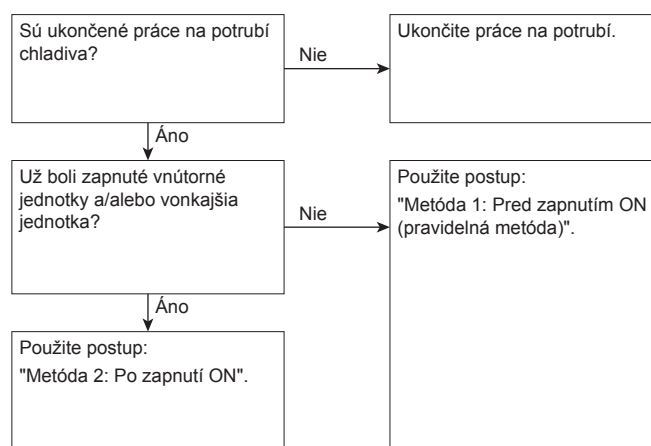 Sú ukončené práce na potrubí
chladiva?
Nie
Ukončite práce na potrubí.
Áno
Už boli zapnuté vnútorné
jednotky a/alebo vonkajšia
jednotka?
Nie
Použite postup:
"Metóda 1: Pred zapnutím ON
(pravidelná metóda)".
Áno
Použite postup:
"Metóda 2: Po zapnutí ON".